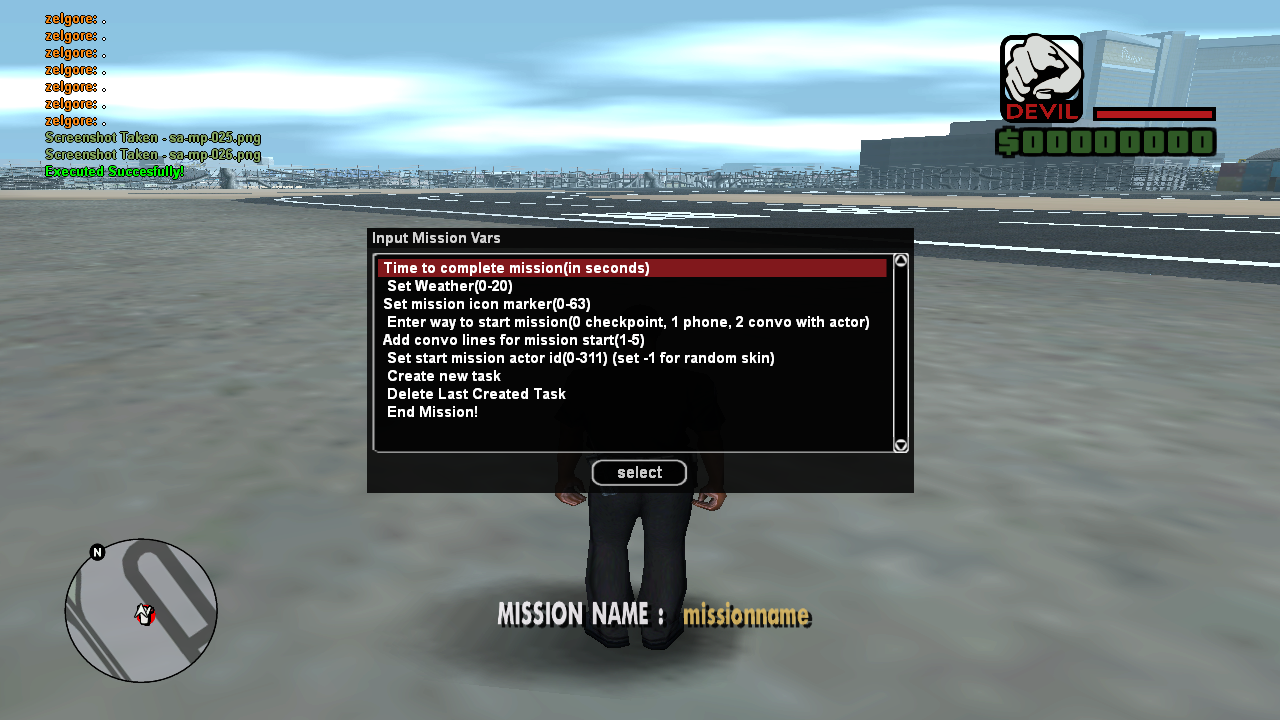 zelgore: .
zelgore: .
zelgore: .
zelgore: .
zelgore: .
zelgore: .
zelgore: .
Screenshot Taken - sa-mp-025.png
Screenshot Taken - sa-mp-026.png
Executed Succesfully!
DEVIL
$00000000
Input Mission Vars
Time to complete mission(in seconds)
Set Weather(0-20)
Set mission icon marker(0-63)
Enter way to start mission(0 checkpoint, 1 phone, 2 convo with actor)
Add convo lines for mission start(1-5)
Set start mission actor id(0-311) (set -1 for random skin)
Create new task
Delete Last Created Task
End Mission!
select
N
MISSION NAME : missionname